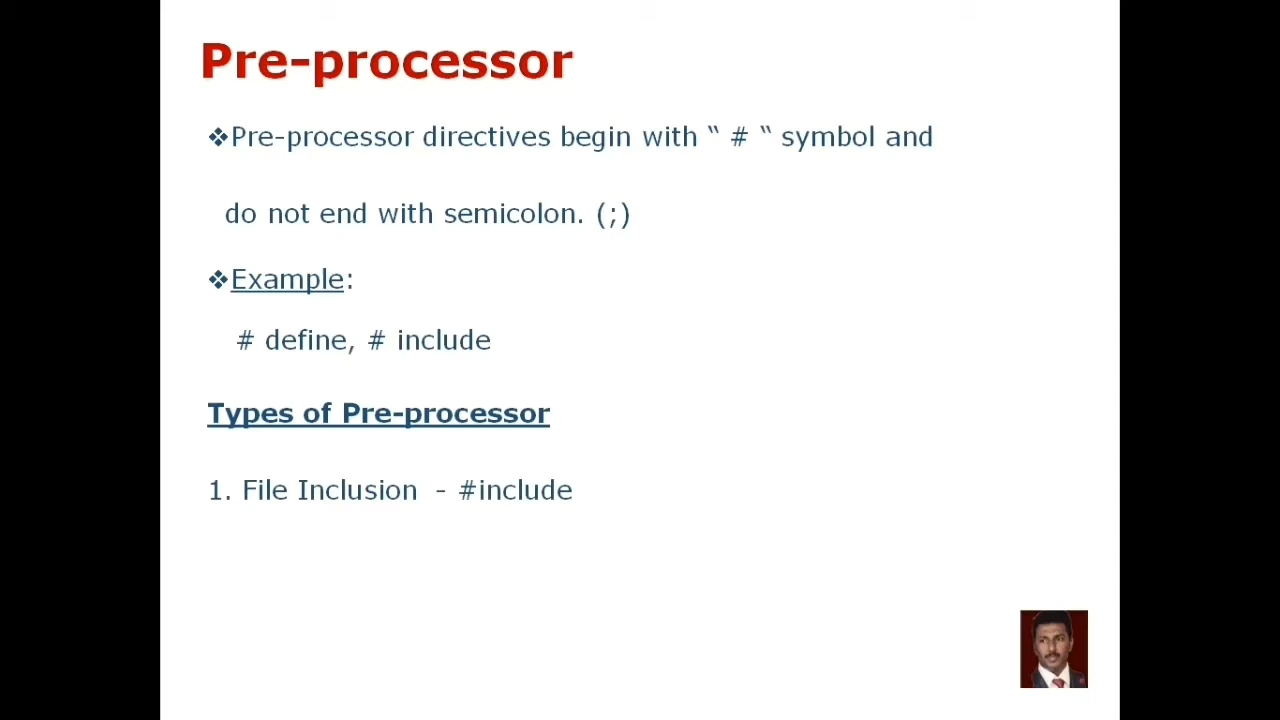 Pre-processor
❖Pre-processor directives begin with “ # “ symbol and
do not end with semicolon. (;)
❖Example:
# define, # include
Types of Pre-processor
1. File Inclusion - #include